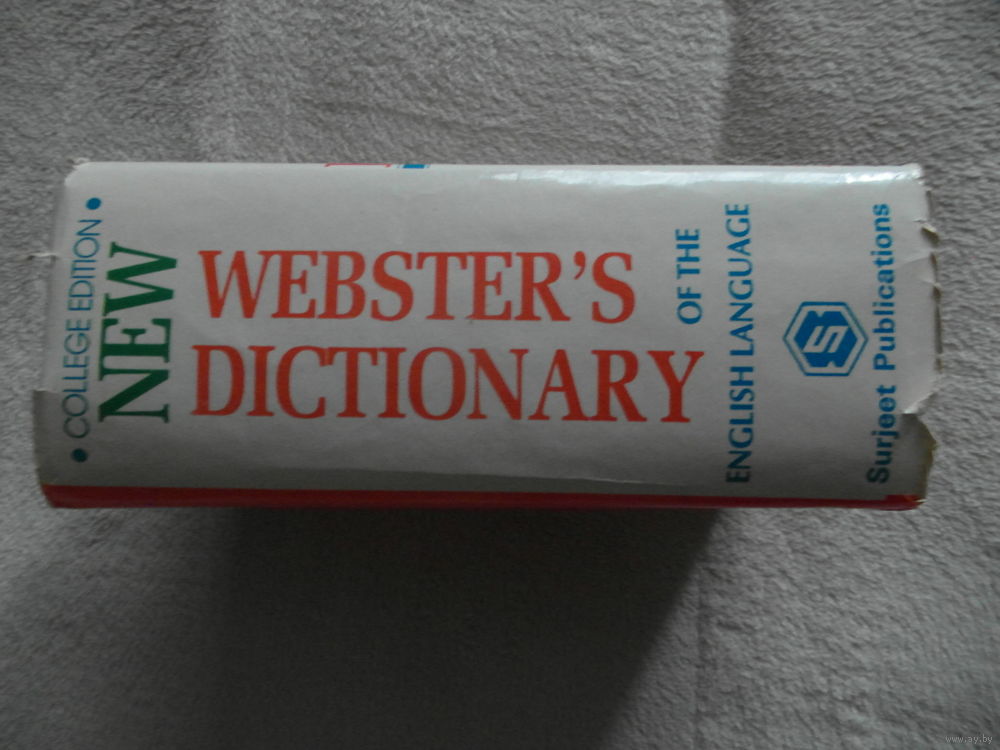 • COLLEGE EDITION •
NEW
WEBSTER'S
DICTIONARY
OF THE
ENGLISH LANGUAGE
Surjeet Publications
www.ay.by